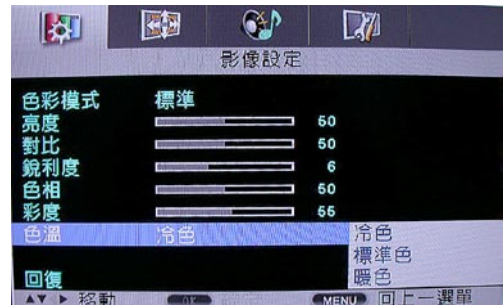 影像設定
色彩模式 標準
亮度 50
對比 50
銳利度 6
色相 50
彩度 55
色溫 冷色 冷色
標準色
暖色
回復
▲▼ ▶ 移動 MENU 回上一選單